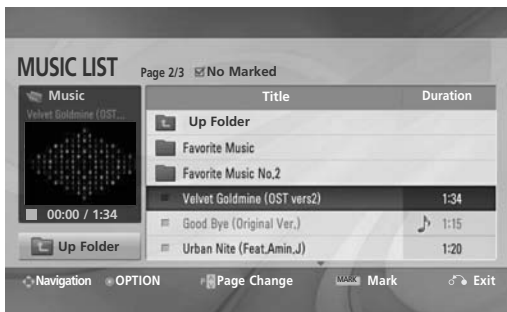 MUSIC LIST Page 2/3 No Marked
Music
Velvet Goldmine (OST...
00:00 / 1:34
Up Folder
Title Duration
Up Folder
Favorite Music
Favorite Music No,2
Velvet Goldmine (OST vers2) 1:34
Good Bye (Original Ver,) 1:15
Urban Nite (Feat,Amin,J) 1:20
Navigation OPTION Page Change MARK Mark Exit